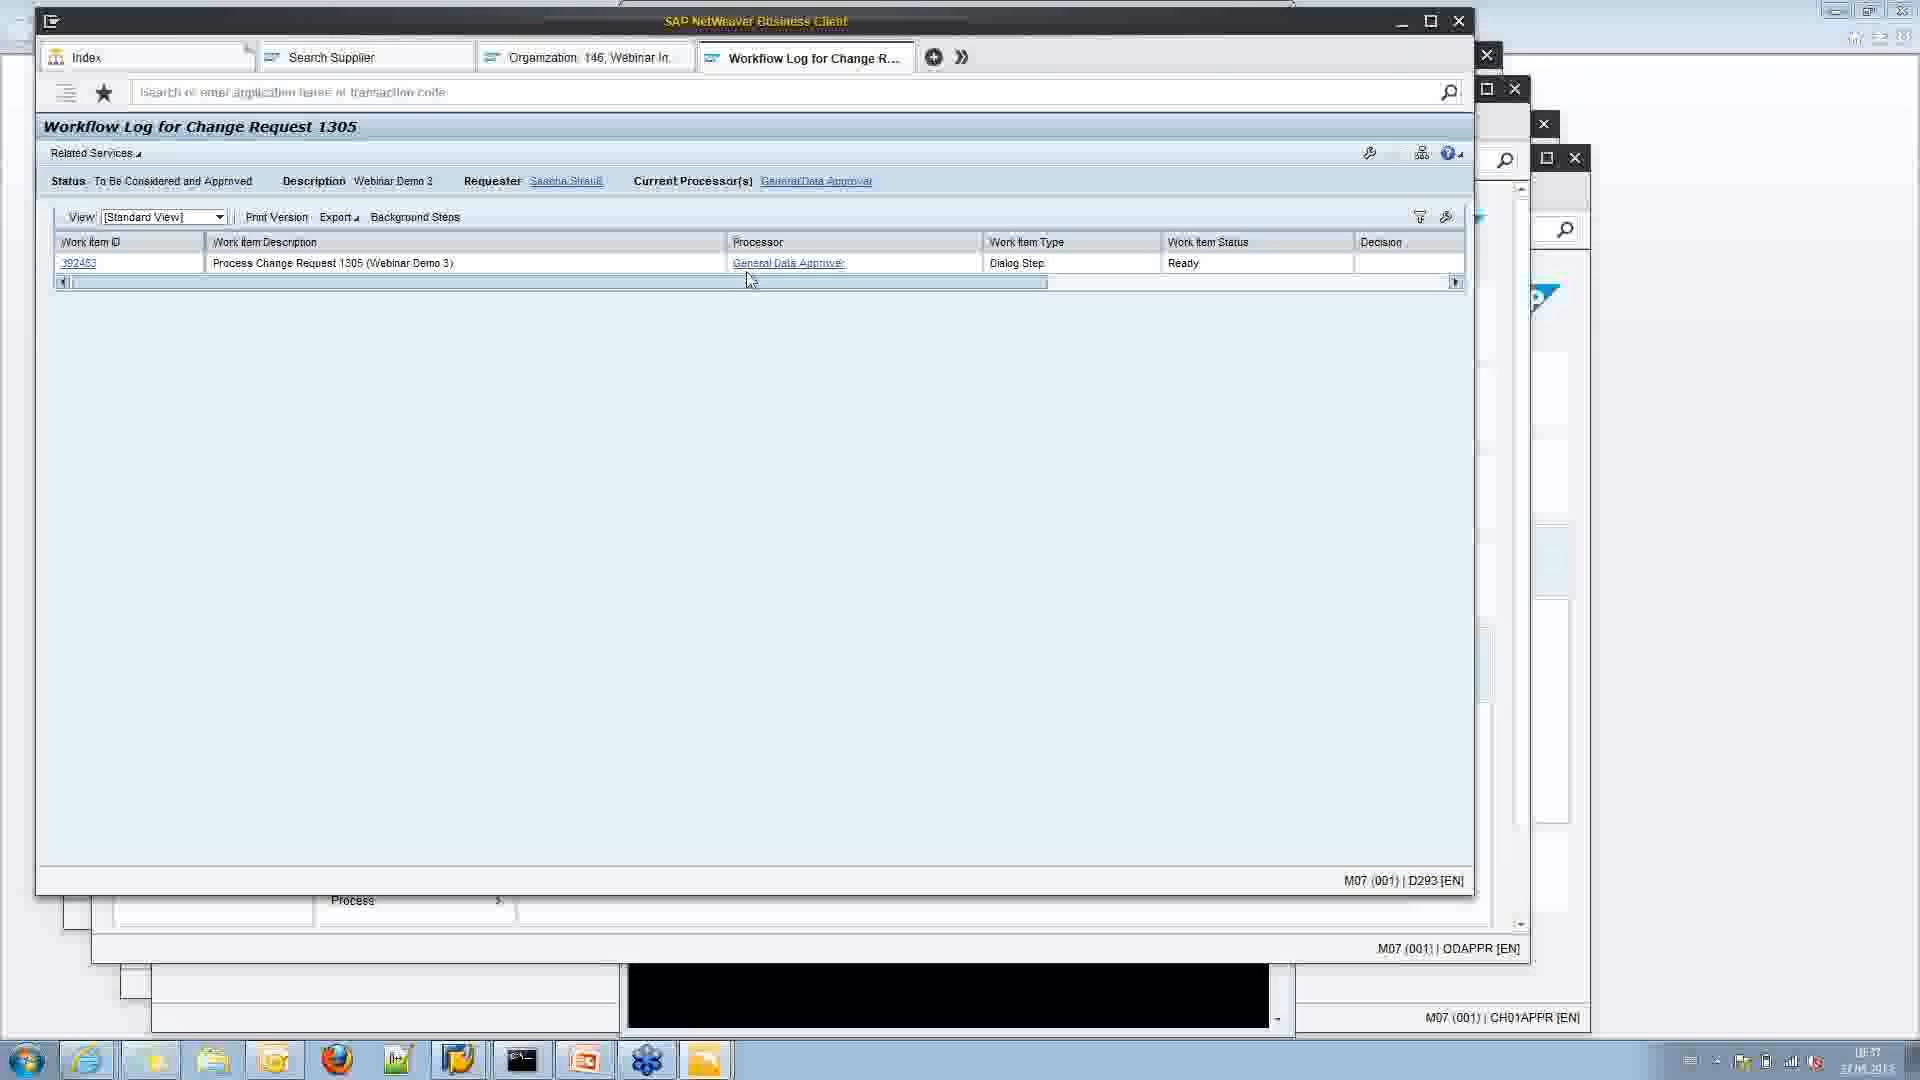 SAP NetWeaver Business Client
Index
Search Supplier
Organization: 146, Webinar In...
Workflow Log for Change R...
Search or enter application name or transaction code
Workflow Log for Change Request 1305
Related Services
Status To Be Considered and Approved Description Webinar Demo 3 Requester Current Processor(s) General Data Approver
View [Standard View] Print Version Export Background Steps
Work Item ID Work Item Description Processor Work Item Type Work Item Status Decision
392453 Process Change Request 1305 (Webinar Demo 3) General Data Approver Dialog Step Ready
M07 (001) | D293 [EN]
Process
M07 (001) | ODAPPR [EN]
M07 (001) | CH01APPR [EN]